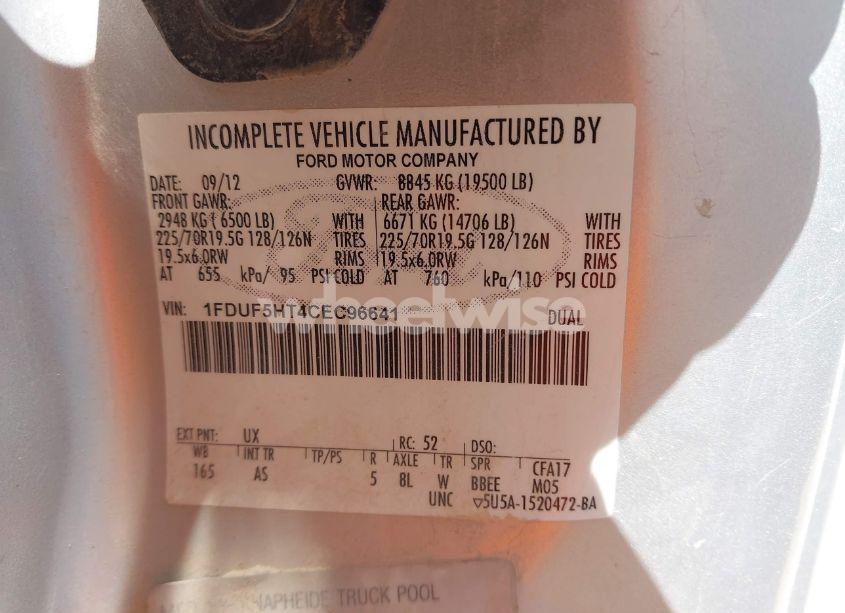 INCOMPLETE VEHICLE MANUFACTURED BY
FORD MOTOR COMPANY
DATE: 09/12 GVWR: 8845 KG (19500 LB)
FRONT GAWR: REAR GAWR:
2948 KG ( 6500 LB) WITH 6671 KG (14706 LB) WITH
225/70R19.5G 128/126N TIRES 225/70R19.5G 128/126N TIRES
19.5x6.0RW RIMS 19.5x6.0RW RIMS
AT 655 kPa/ 95 PSI COLD AT 760 kPa/110 PSI COLD
VIN: 1FDUF5HT4CEC96641 DUAL
wheelwise
EXT PNT: UX RC: 52 DSO:
WB INT TR TP/PS R AXLE TR SPR CFA17
165 AS 5 8L W BBEE M05
UNC ▽5U5A-1520472-BA
KNAPHEIDE TRUCK POOL